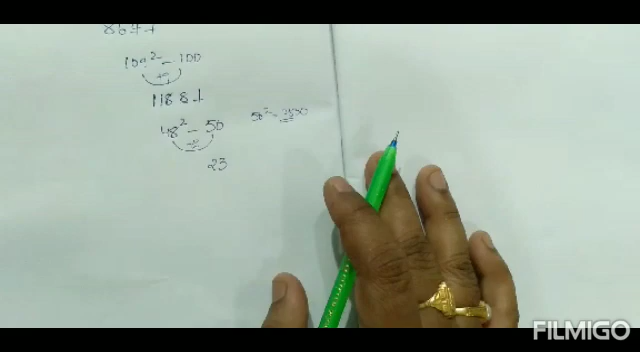 109² - 100
+9
11881
48² - 50
-2
50² = 2500
23
FILMIGO